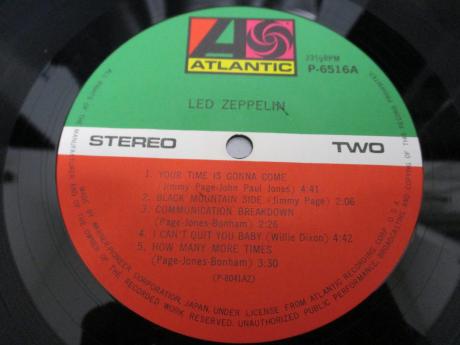 ATLANTIC
33⅓RPM
P-6516A
LED ZEPPELIN
STEREO
TWO
1. YOUR TIME IS GONNA COME
(Jimmy Page-John Paul Jones) 4:41
2. BLACK MOUNTAIN SIDE (Jimmy Page) 2:06
3. COMMUNICATION BREAKDOWN
(Page-Jones-Bonham) 2:26
4. I CAN'T QUIT YOU BABY (Willie Dixon) 4:42
5. HOW MANY MORE TIMES
(Page-Jones-Bonham) 3:30
(P-8041A2)
MADE BY WARNER-PIONEER CORPORATION, JAPAN, UNDER LICENSE FROM ATLANTIC RECORDING CORP., U.S.A.
ALL RIGHTS OF THE MANUFACTURER AND OF THE OWNER OF THE RECORDED WORK RESERVED. UNAUTHORIZED PUBLIC PERFORMANCE, BROADCASTING AND COPYING OF THIS RECORD PROHIBITED